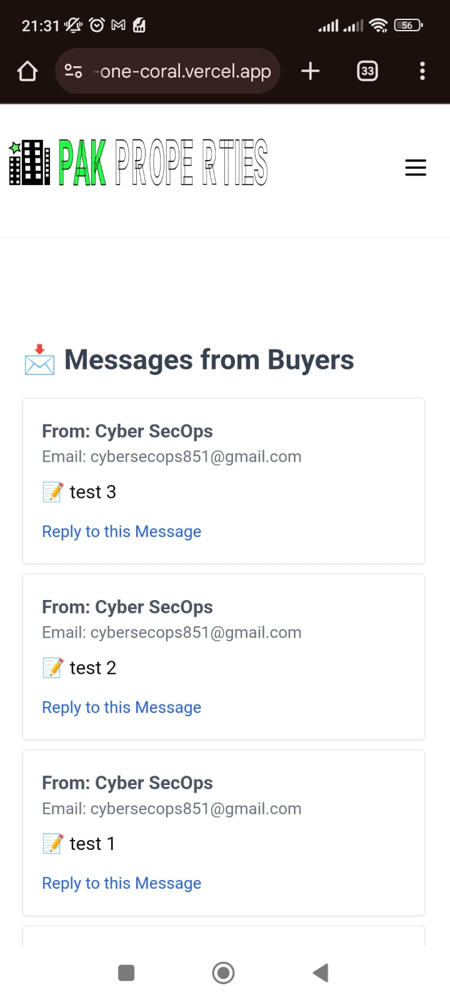 21:31
56
-one-coral.vercel.app
33
PAK PROPERTIES
📩 Messages from Buyers
From: Cyber SecOps
Email: cybersecops851@gmail.com
📝 test 3
Reply to this Message
From: Cyber SecOps
Email: cybersecops851@gmail.com
📝 test 2
Reply to this Message
From: Cyber SecOps
Email: cybersecops851@gmail.com
📝 test 1
Reply to this Message